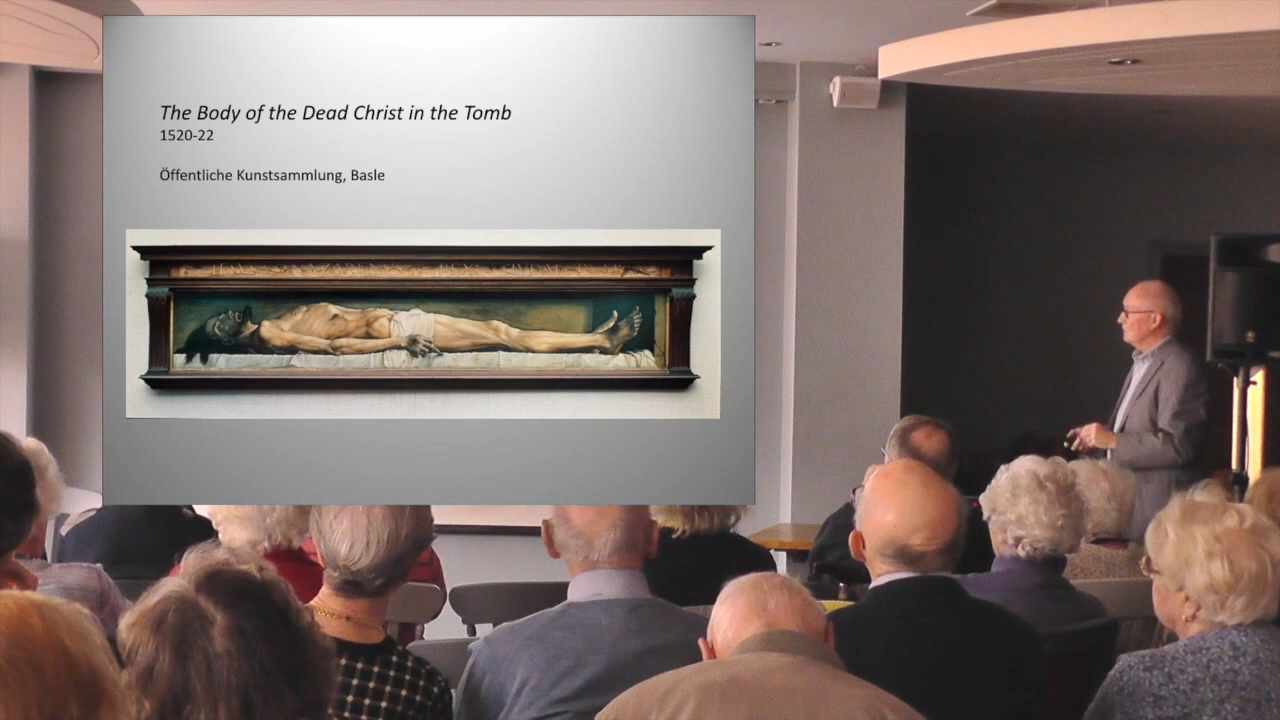 The Body of the Dead Christ in the Tomb
1520-22
Öffentliche Kunstsammlung, Basle